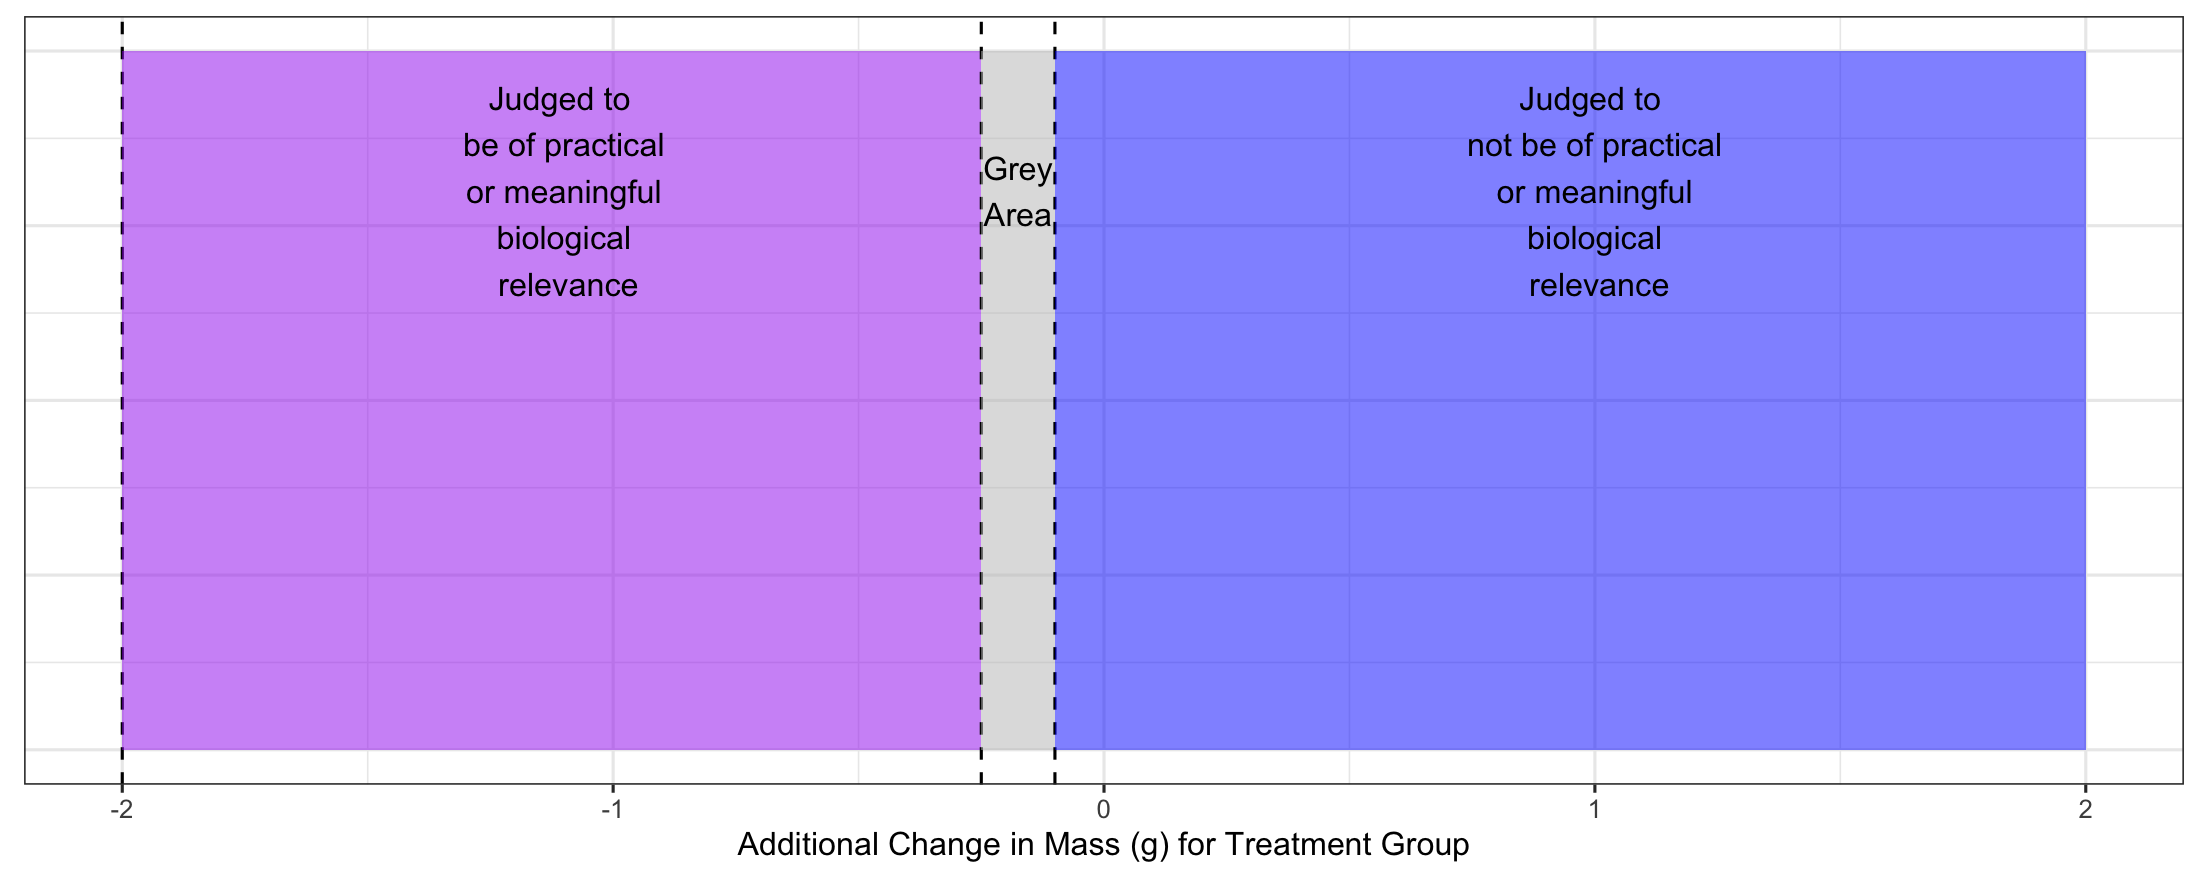 Judged to
be of practical
or meaningful
biological
relevance
Grey
Area
Judged to
not be of practical
or meaningful
biological
relevance
-2
-1
0
1
2
Additional Change in Mass (g) for Treatment Group